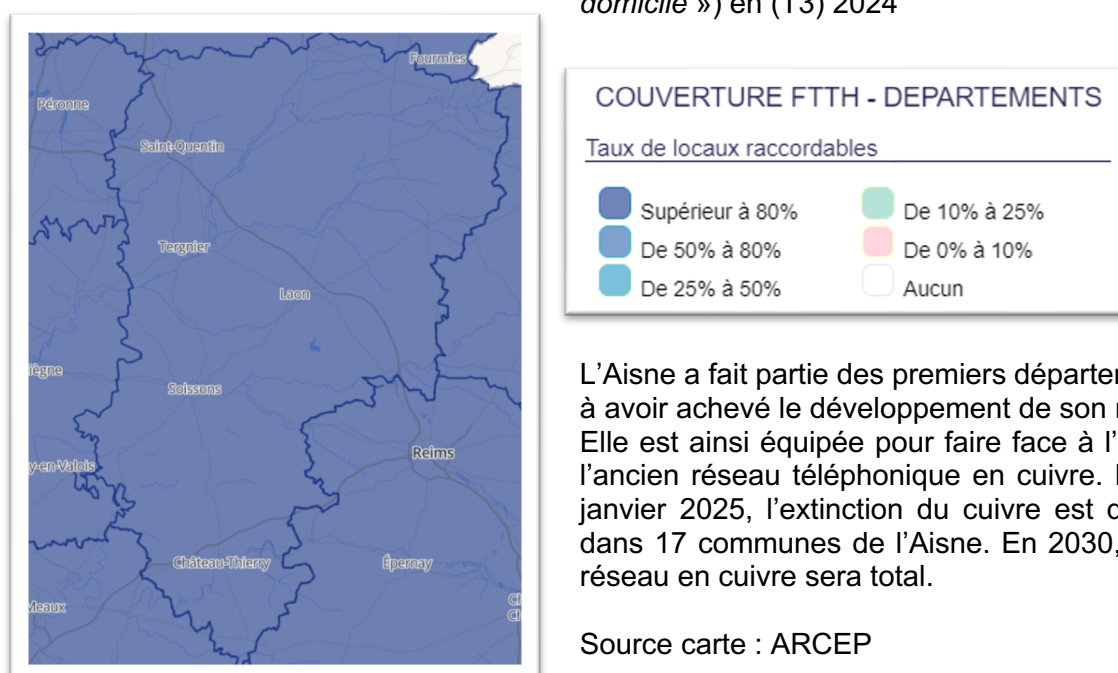 domicile ») en (T3) 2024
Fourmies
Péronne
Saint-Quentin
Tergnier
Laon
Soissons
Reims
y-en-Valois
Château-Thierry
Épernay
Meaux
COUVERTURE FTTH - DEPARTEMENTS
Taux de locaux raccordables
Supérieur à 80%
De 50% à 80%
De 25% à 50%
De 10% à 25%
De 0% à 10%
Aucun
L’Aisne a fait partie des premiers départe
à avoir achevé le développement de son
Elle est ainsi équipée pour faire face à l’
l’ancien réseau téléphonique en cuivre.
janvier 2025, l’extinction du cuivre est
dans 17 communes de l’Aisne. En 2030,
réseau en cuivre sera total.
Source carte : ARCEP